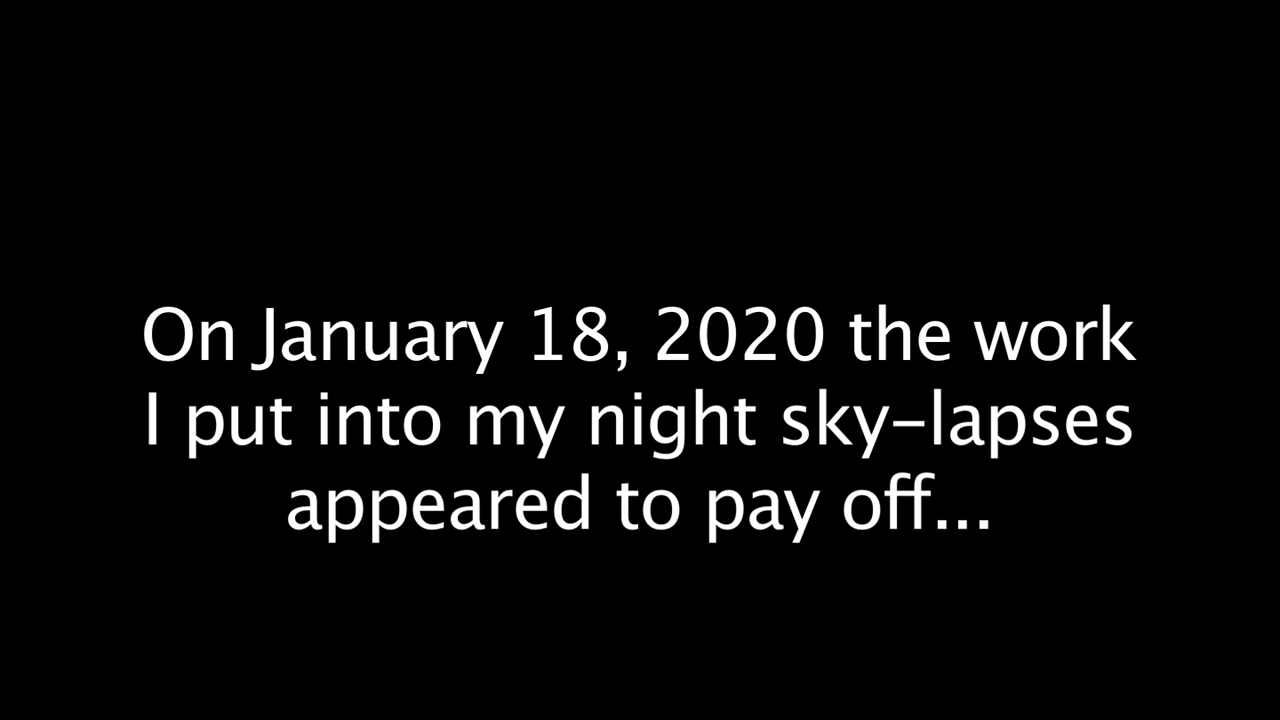 On January 18, 2020 the work
I put into my night sky-lapses
appeared to pay off...